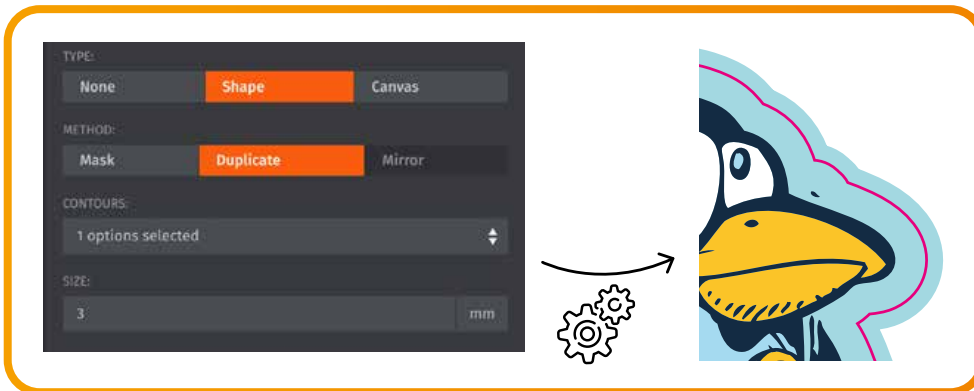 TYPE:
None Shape Canvas
METHOD:
Mask Duplicate Mirror
CONTOURS:
1 options selected
SIZE:
3 mm